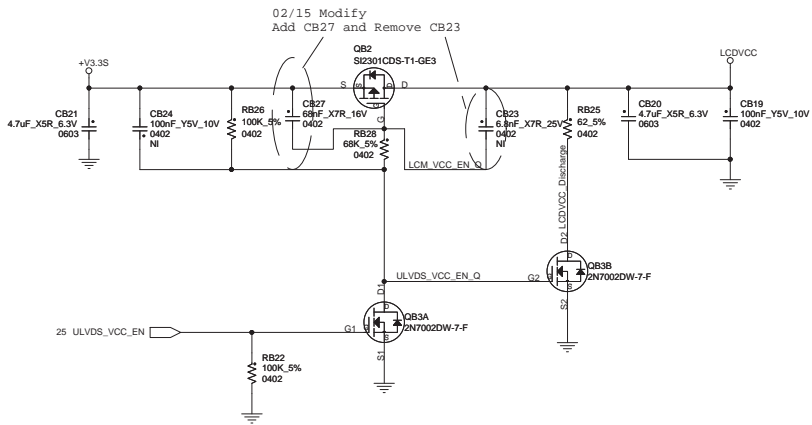 02/15 Modify
Add CB27 and Remove CB23
QB2
SI2301CDS-T1-GE3
+V3.3S
LCDVCC
S
D
S
D
G
G
CB21
4.7uF_X5R_6.3V
0603
CB24
100nF_Y5V_10V
0402
NI
RB26
100K_5%
0402
CB27
68nF_X7R_16V
0402
RB28
68K_5%
0402
LCM_VCC_EN_Q
CB23
6.8nF_X7R_25V
0402
NI
RB25
62_5%
0402
CB20
4.7uF_X5R_6.3V
0603
CB19
100nF_Y5V_10V
0402
LCDVCC_Discharge
D2
D
QB3B
2N7002DW-7-F
G2
G
S
S2
ULVDS_VCC_EN_Q
D1
D
QB3A
2N7002DW-7-F
G1
G
S
S1
25 ULVDS_VCC_EN
RB22
100K_5%
0402